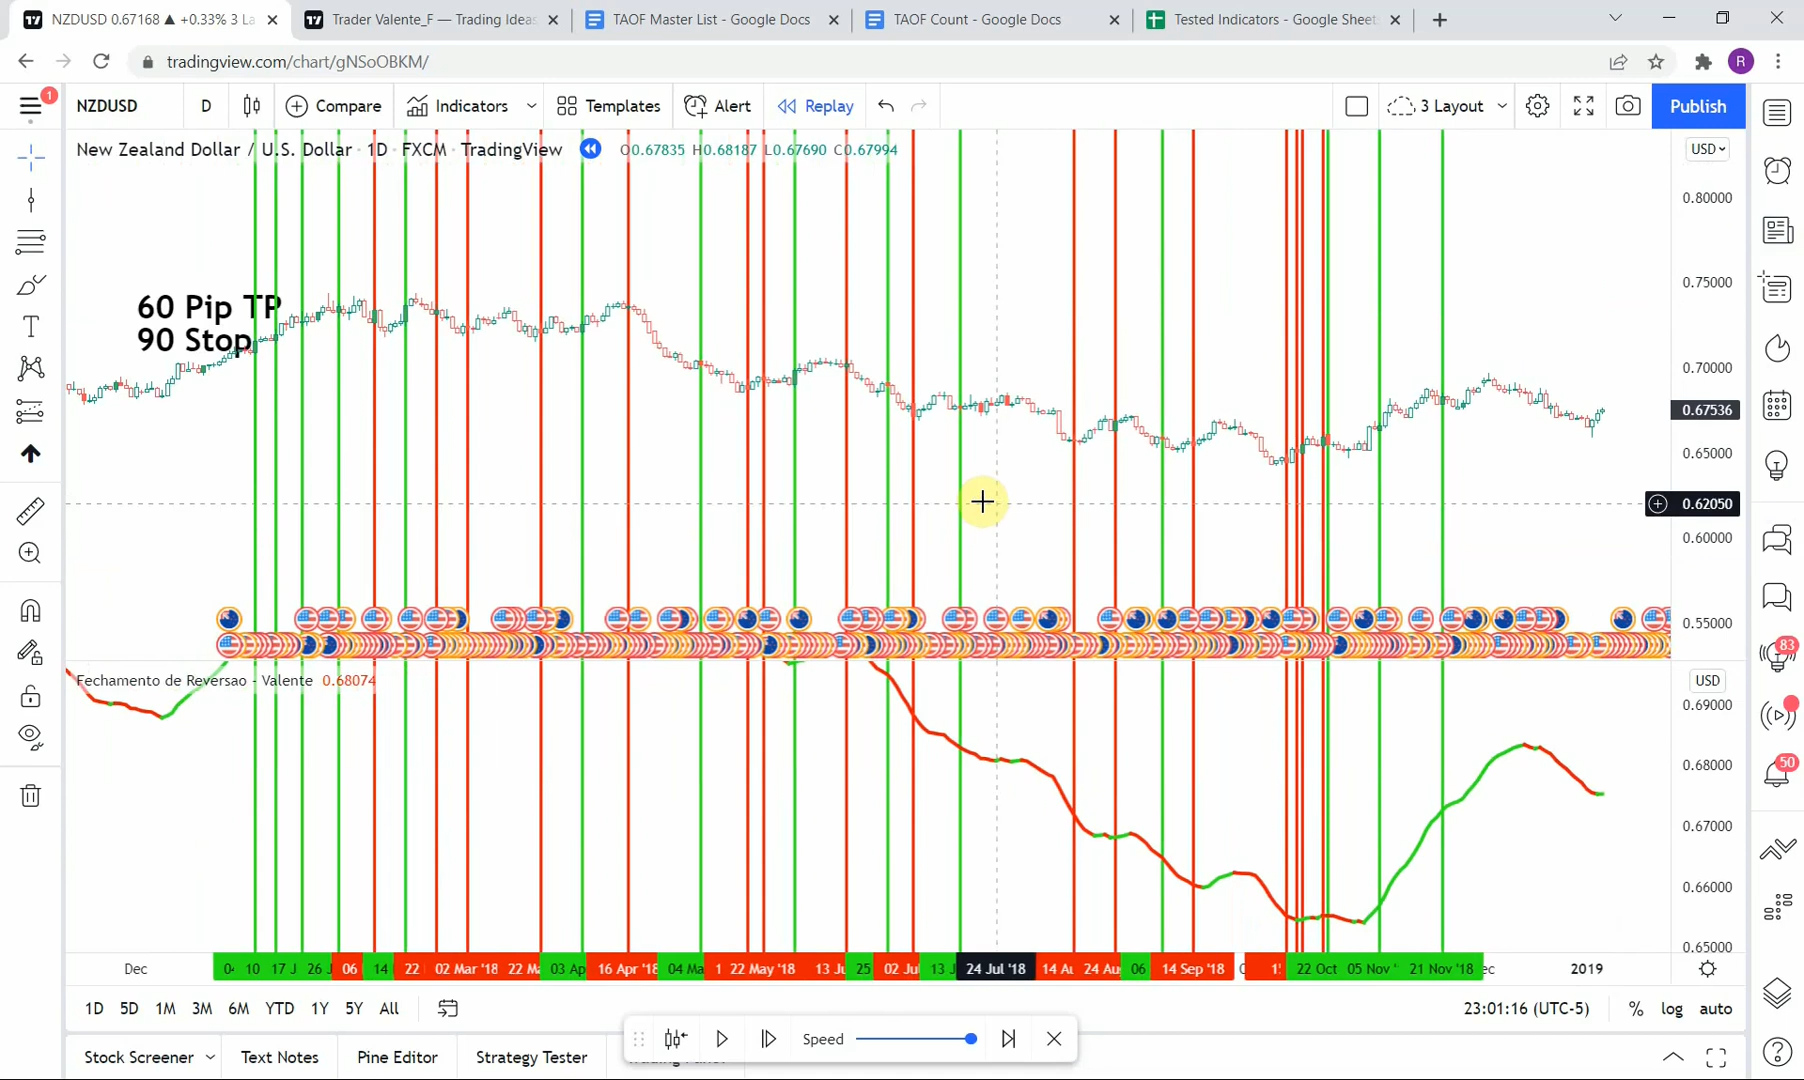 NZDUSD 0.67168 ▲ +0.33% 3 La
Trader Valente_F — Trading Ideas
TAOF Master List - Google Docs
TAOF Count - Google Docs
Tested Indicators - Google Sheets
tradingview.com/chart/gNSoOBKM/
R
1
NZDUSD
D
Compare
Indicators
Templates
Alert
Replay
3 Layout
Publish
New Zealand Dollar / U.S. Dollar · 1D · FXCM · TradingView
O0.67835 H0.68187 L0.67690 C0.67994
USD
0.80000
0.75000
60 Pip TP
90 Stop
0.70000
0.67536
0.65000
0.62050
0.60000
0.55000
83
Fechamento de Reversao - Valente 0.68074
USD
0.69000
0.68000
50
0.67000
0.66000
0.65000
Dec
10
17 J
26 J
06
14
22
02 Mar '18
22 Ma
03 Ap
16 Apr '18
04 Ma
1
22 May '18
13 Ju
25
02 Jul
13 J
24 Jul '18
14 Au
24 Au
06
14 Sep '18
22 Oct
05 Nov '
21 Nov '18
ec
2019
1D 5D 1M 3M 6M YTD 1Y 5Y All
23:01:16 (UTC-5)
% log auto
Speed
Stock Screener
Text Notes
Pine Editor
Strategy Tester